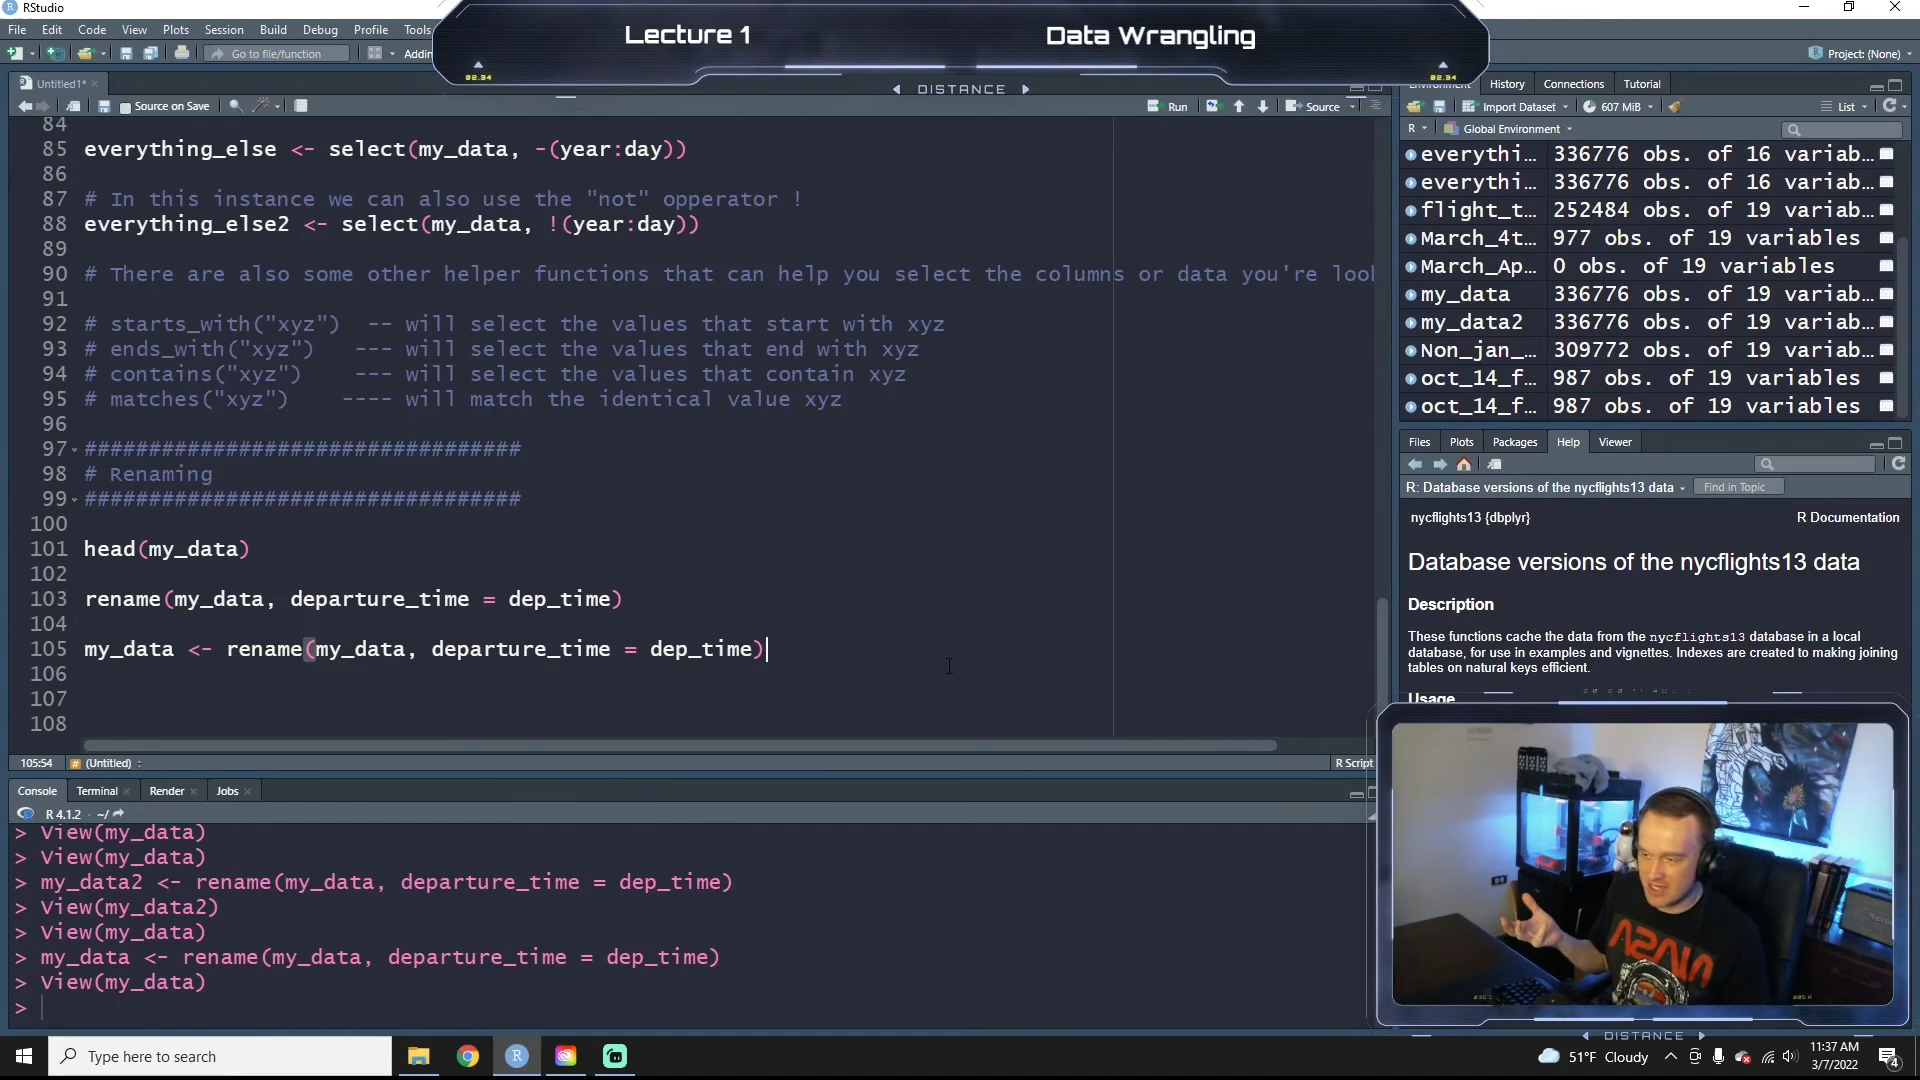 RStudio
File Edit Code View Plots Session Build Debug Profile Tools
Go to file/function
Addin
Project: (None)
Lecture 1
Data Wrangling
02.34
02.34
DISTANCE
Untitled1*
Source on Save
Run
Source
84
85 everything_else <- select(my_data, -(year:day))
86
87 # In this instance we can also use the "not" opperator !
88 everything_else2 <- select(my_data, !(year:day))
89
90 # There are also some other helper functions that can help you select the columns or data you're loo
91
92 # starts_with("xyz") -- will select the values that start with xyz
93 # ends_with("xyz") --- will select the values that end with xyz
94 # contains("xyz") --- will select the values that contain xyz
95 # matches("xyz") ---- will match the identical value xyz
96
97 ##################################
98 # Renaming
99 ##################################
100
101 head(my_data)
102
103 rename(my_data, departure_time = dep_time)
104
105 my_data <- rename(my_data, departure_time = dep_time)
106
107
108
105:54 (Untitled) R Script
Console Terminal Render Jobs
R 4.1.2 · ~/
> View(my_data)
> View(my_data)
> my_data2 <- rename(my_data, departure_time = dep_time)
> View(my_data2)
> View(my_data)
> my_data <- rename(my_data, departure_time = dep_time)
> View(my_data)
>
Environment History Connections Tutorial
Import Dataset 607 MiB List
R Global Environment
everythi… 336776 obs. of 16 variab…
everythi… 336776 obs. of 16 variab…
flight_t… 252484 obs. of 19 variab…
March_4t… 977 obs. of 19 variables
March_Ap… 0 obs. of 19 variables
my_data 336776 obs. of 19 variab…
my_data2 336776 obs. of 19 variab…
Non_jan_… 309772 obs. of 19 variab…
oct_14_f… 987 obs. of 19 variables
oct_14_f… 987 obs. of 19 variables
Files Plots Packages Help Viewer
R: Database versions of the nycflights13 data
Find in Topic
nycflights13 {dbplyr} R Documentation
Database versions of the nycflights13 data
Description
These functions cache the data from the nycflights13 database in a local
database, for use in examples and vignettes. Indexes are created to making joining
tables on natural keys efficient.
Usage
NASA
DISTANCE
Type here to search
51°F Cloudy
11:37 AM
3/7/2022
4